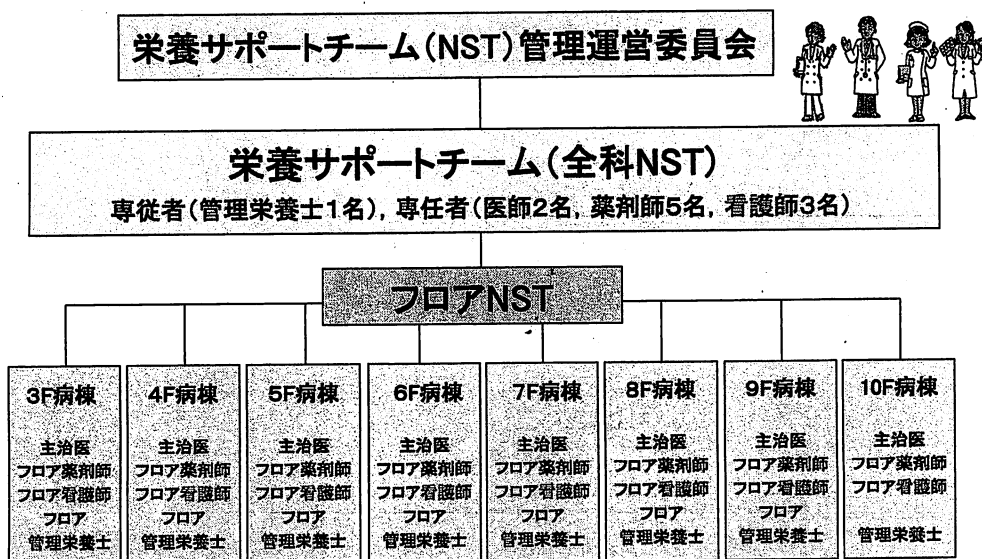 栄養サポートチーム(NST)管理運営委員会
栄養サポートチーム(全科NST)
専従者(管理栄養士1名), 専任者(医師2名, 薬剤師5名, 看護師3名)
フロアNST
3F病棟
主治医
フロア薬剤師
フロア看護師
フロア
管理栄養士
4F病棟
主治医
フロア薬剤師
フロア看護師
フロア
管理栄養士
5F病棟
主治医
フロア薬剤師
フロア看護師
フロア
管理栄養士
6F病棟
主治医
フロア薬剤師
フロア看護師
フロア
管理栄養士
7F病棟
主治医
フロア薬剤師
フロア看護師
フロア
管理栄養士
8F病棟
主治医
フロア薬剤師
フロア看護師
フロア
管理栄養士
9F病棟
主治医
フロア薬剤師
フロア看護師
フロア
管理栄養士
10F病棟
主治医
フロア薬剤師
フロア看護師
管理栄養士